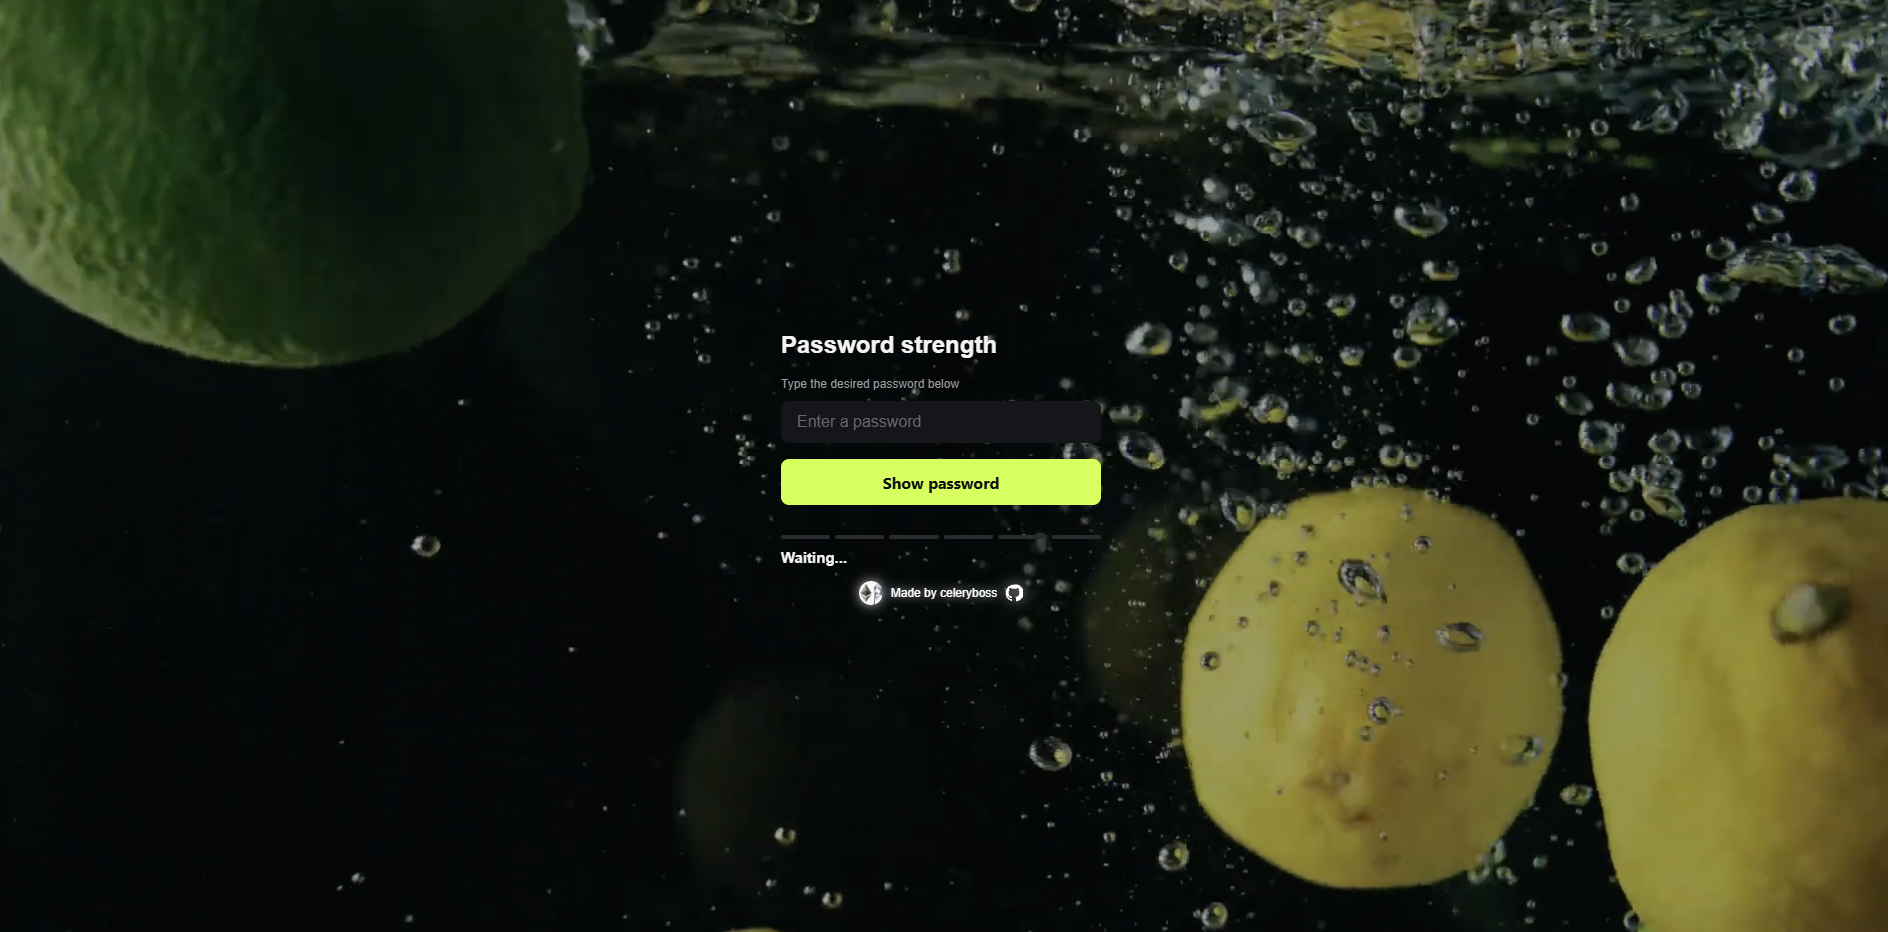 Password strength
Type the desired password below
Enter a password
Show password
Waiting...
Made by celeryboss